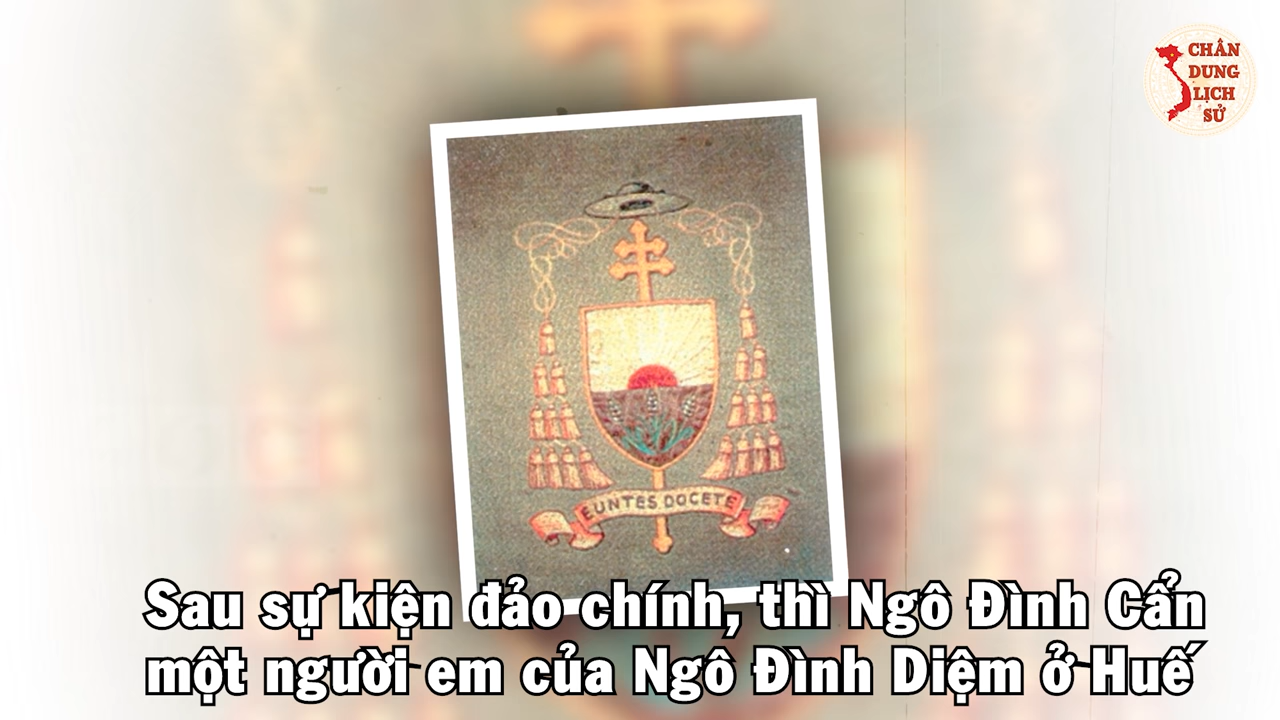 CHÂN
DUNG
LỊCH
SỬ
EUNTES DOCETE
Sau sự kiện đảo chính, thì Ngô Đình Cẩn
một người em của Ngô Đình Diệm ở Huế